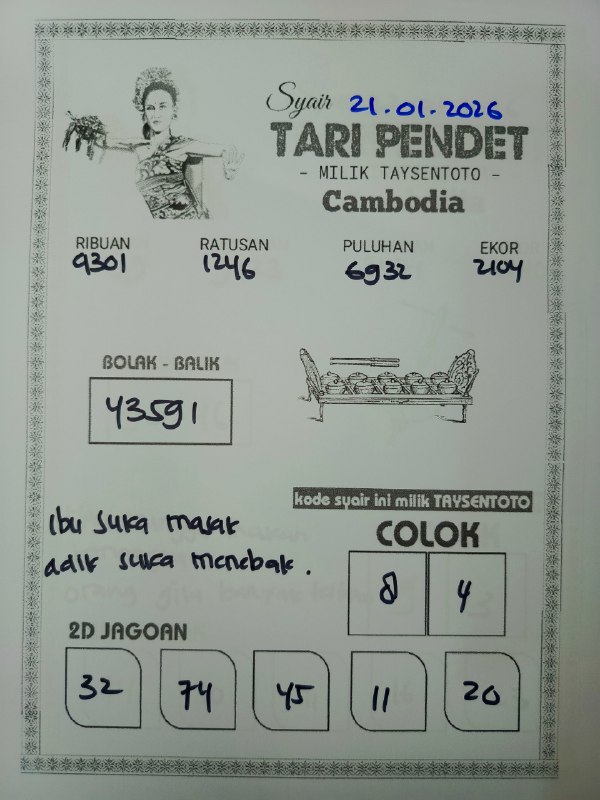 Syair 21.01.2026
TARI PENDET
- MILIK TAYSENTOTO -
Cambodia
RIBUAN RATUSAN PULUHAN EKOR
9301 1246 6932 2104
BOLAK - BALIK
43591
kode syair ini milik TAYSENTOTO
Ibu suka masak
adik suka menebak.
COLOK
8 4
2D JAGOAN
32 74 45 11 20